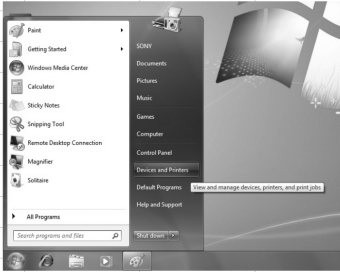 Paint
Getting Started
Windows Media Center
Calculator
Sticky Notes
Snipping Tool
Remote Desktop Connection
Magnifier
Solitaire
All Programs
Search programs and files
SONY
Documents
Pictures
Music
Games
Computer
Control Panel
Devices and Printers
Default Programs
Help and Support
Shut down
View and manage devices, printers, and print jobs